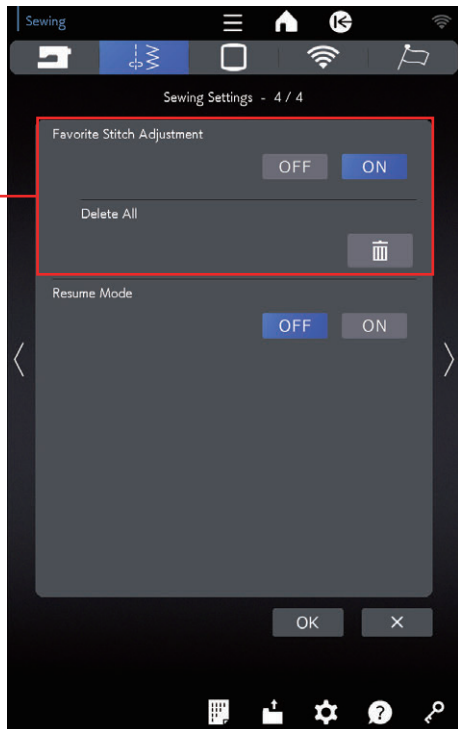 Sewing
Sewing Settings - 4 / 4
Favorite Stitch Adjustment
OFF ON
Delete All
Resume Mode
OFF ON
OK ×
?